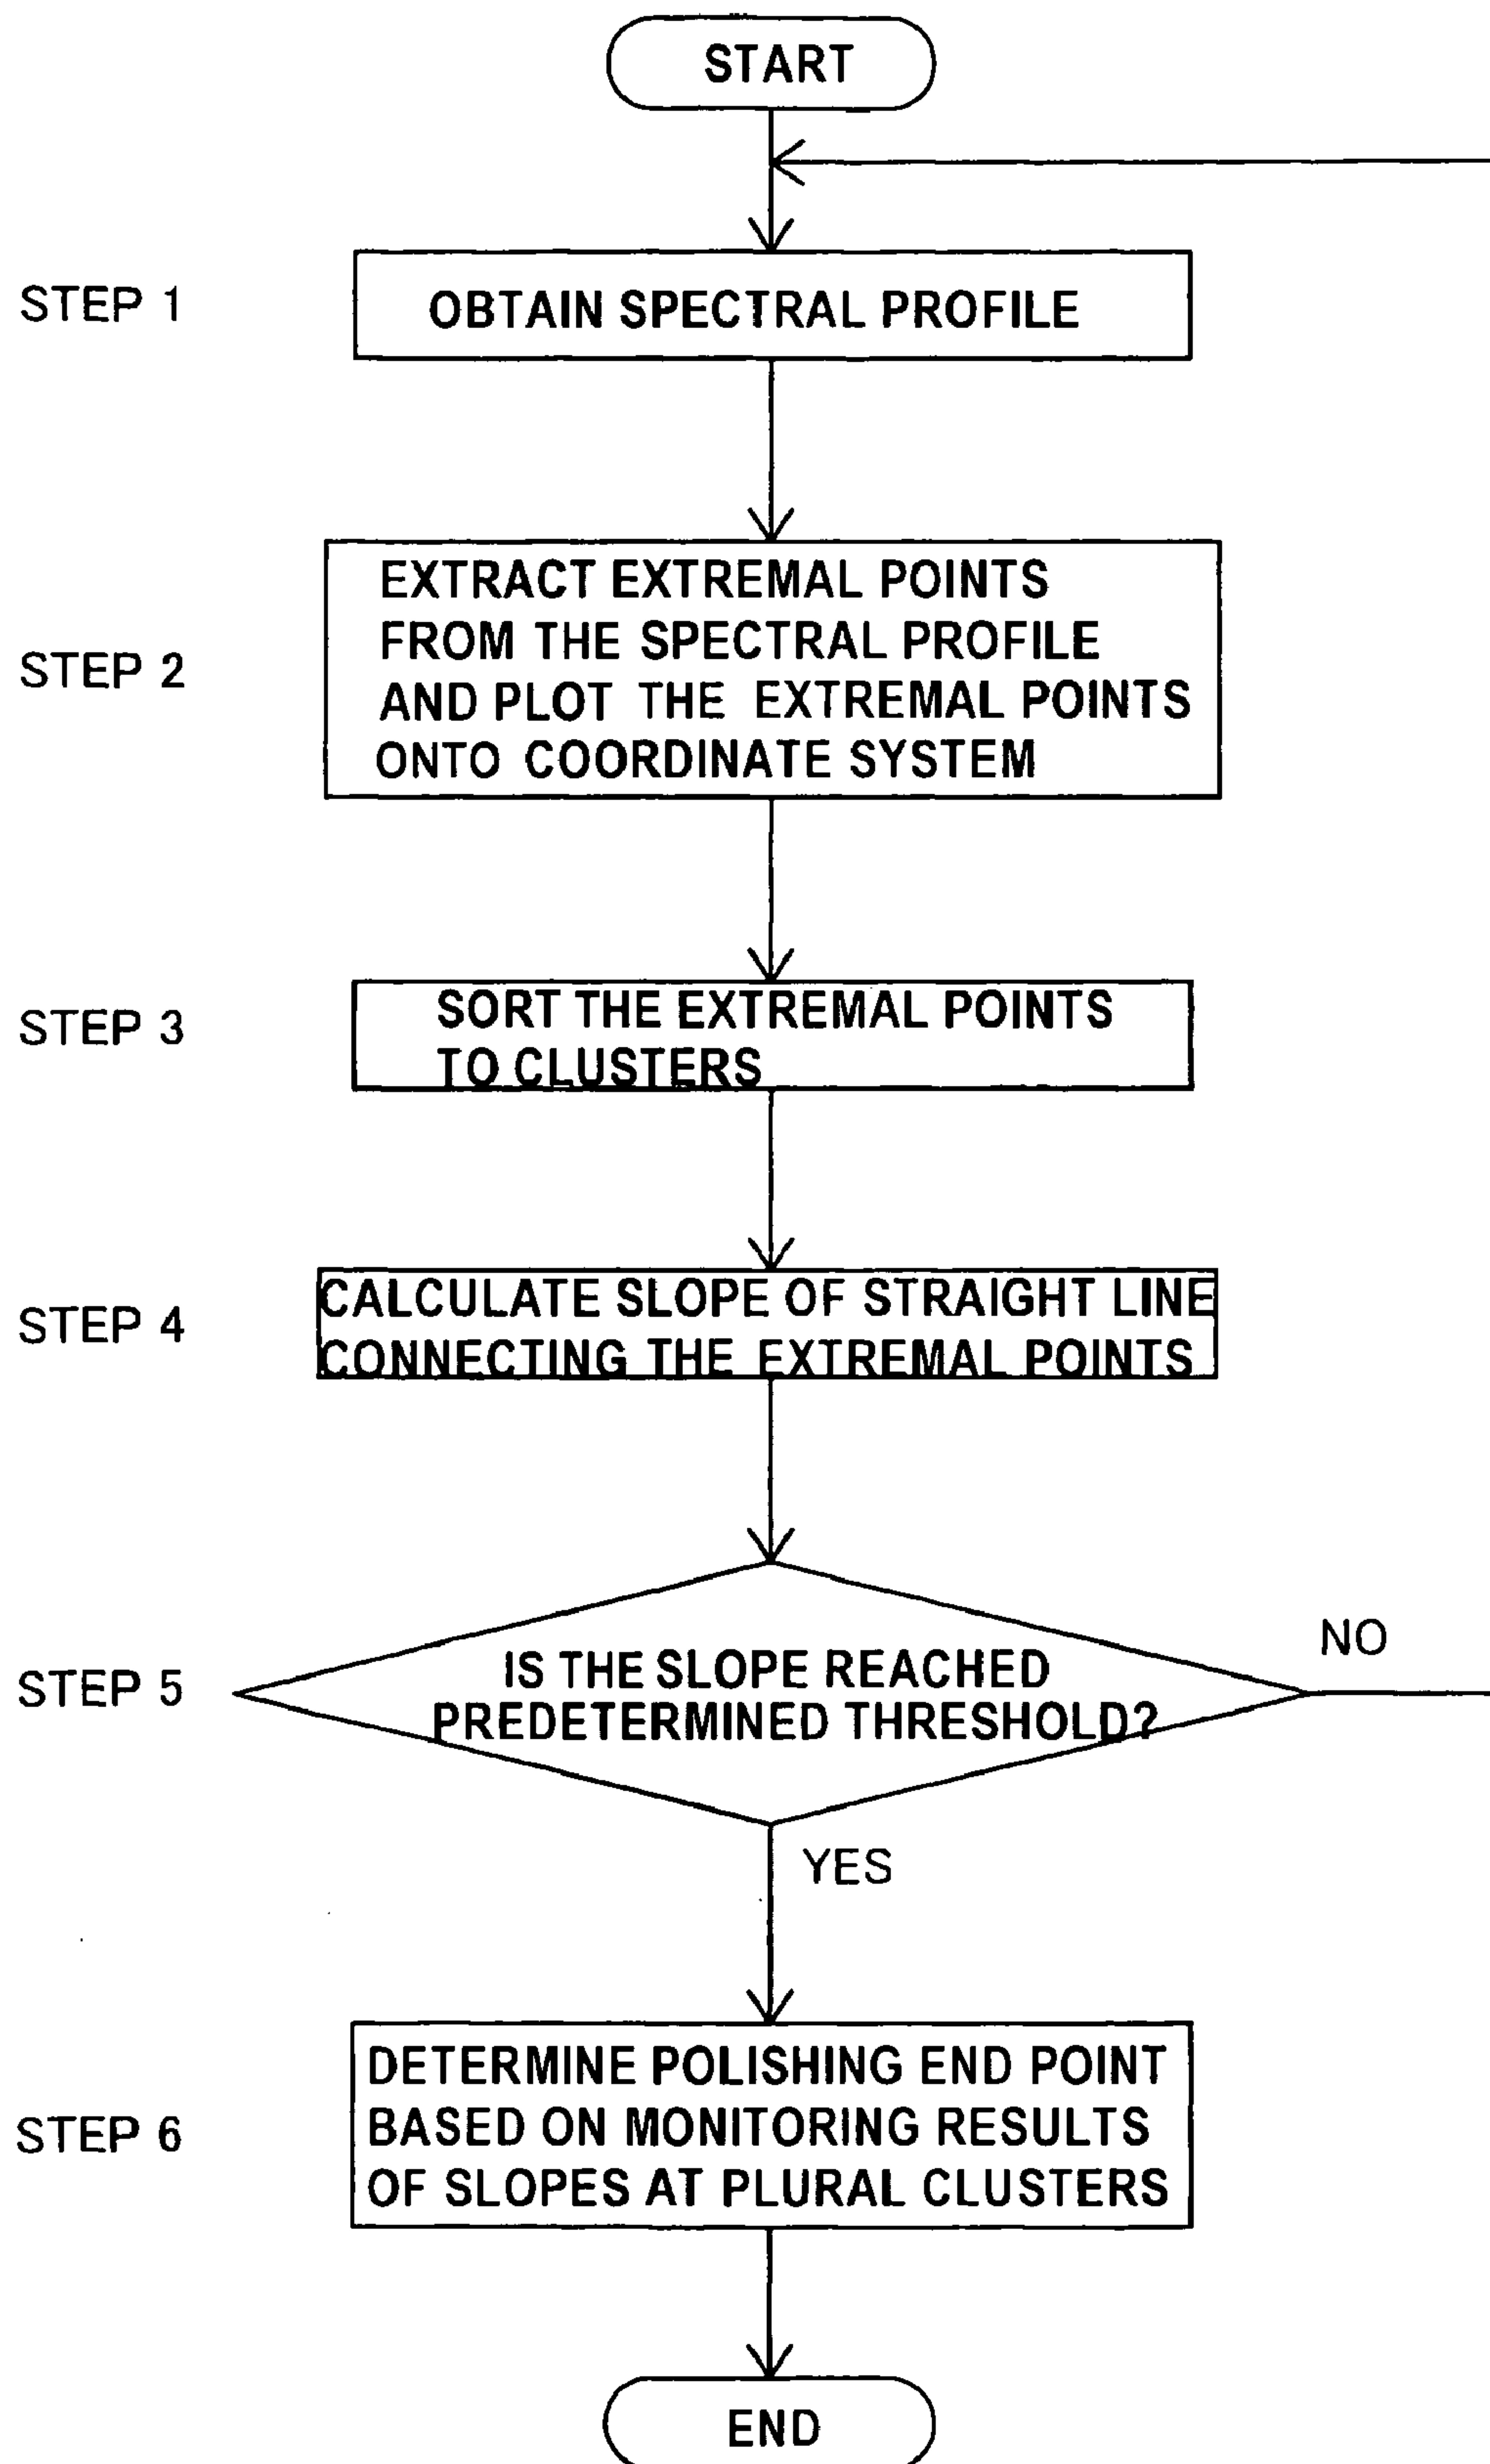 START
STEP 1
OBTAIN SPECTRAL PROFILE
STEP 2
EXTRACT EXTREMAL POINTS
FROM THE SPECTRAL PROFILE
AND PLOT THE EXTREMAL POINTS
ONTO COORDINATE SYSTEM
STEP 3
SORT THE EXTREMAL POINTS
TO CLUSTERS
STEP 4
CALCULATE SLOPE OF STRAIGHT LINE
CONNECTING THE EXTREMAL POINTS
STEP 5
IS THE SLOPE REACHED
PREDETERMINED THRESHOLD?
NO
YES
STEP 6
DETERMINE POLISHING END POINT
BASED ON MONITORING RESULTS
OF SLOPES AT PLURAL CLUSTERS
END